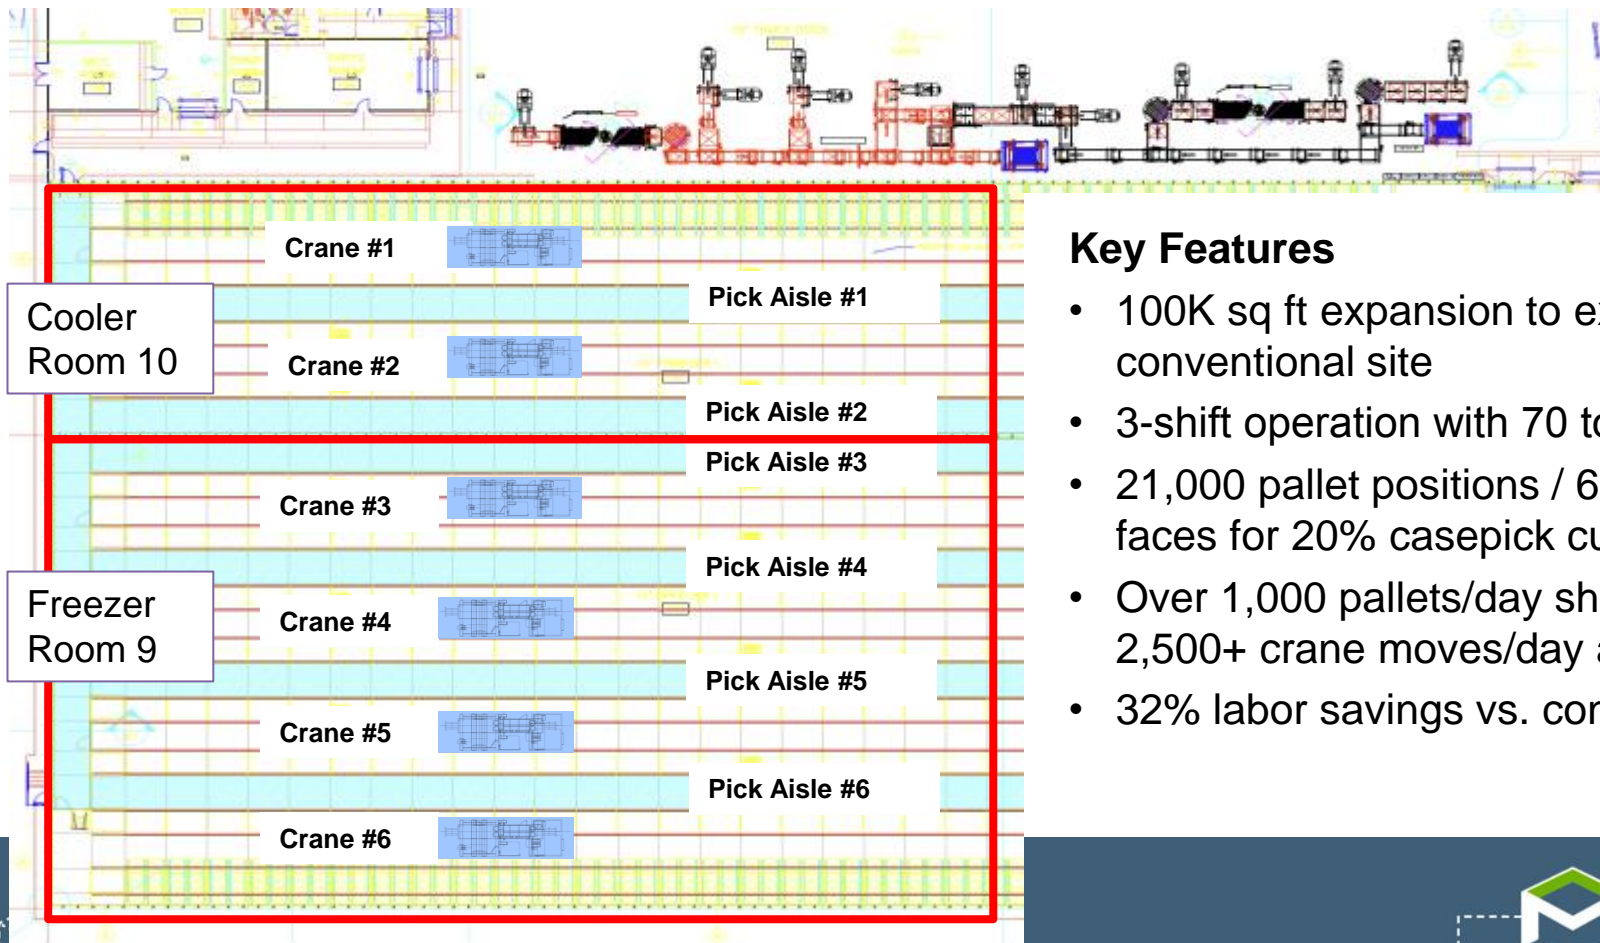 Crane #1
Pick Aisle #1
Cooler
Room 10
Crane #2
Pick Aisle #2
Pick Aisle #3
Crane #3
Pick Aisle #4
Freezer
Room 9
Crane #4
Pick Aisle #5
Crane #5
Pick Aisle #6
Crane #6
Key Features
• 100K sq ft expansion to
conventional site
• 3-shift operation with 70
• 21,000 pallet positions / 6
faces for 20% casepick
• Over 1,000 pallets/day
2,500+ crane moves/day
• 32% labor savings vs.